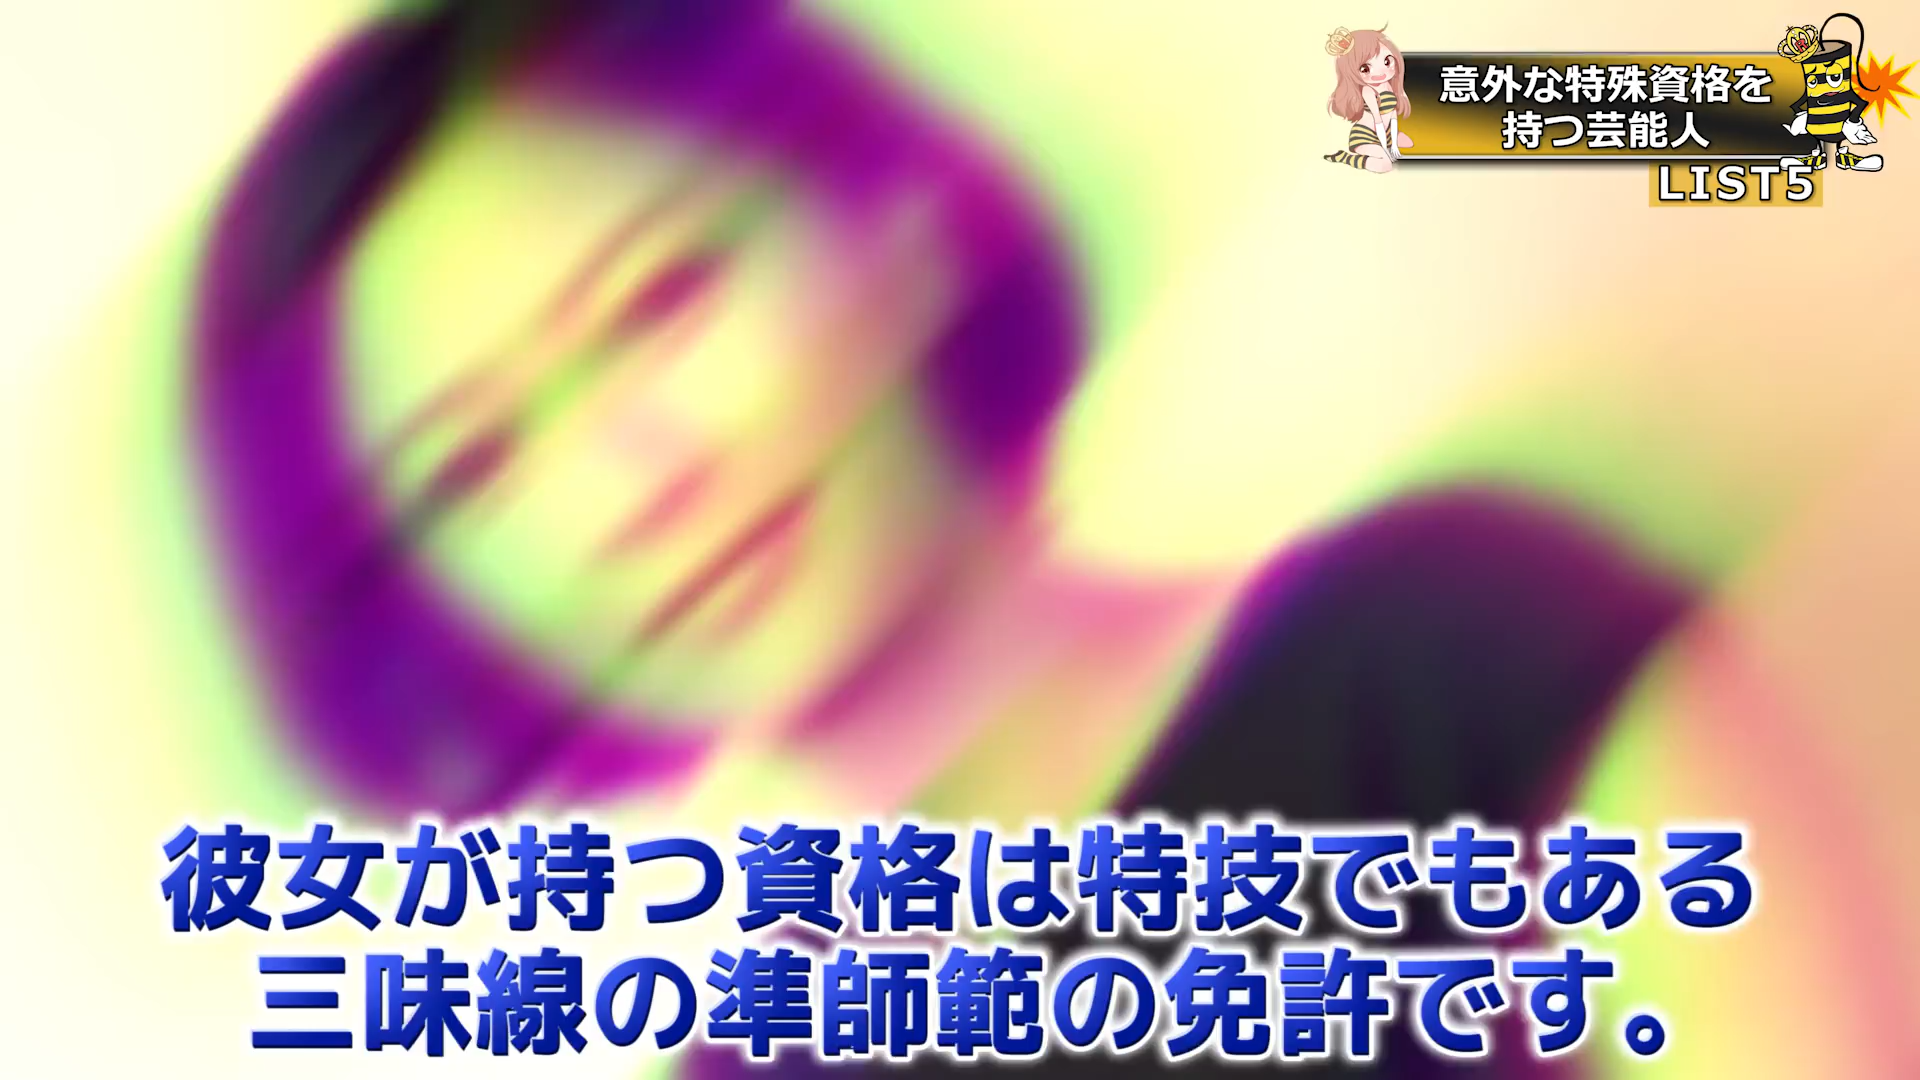 意外な特殊資格を
持つ芸能人
LIST5
彼女が持つ資格は特技でもある
三味線の準師範の免許です。